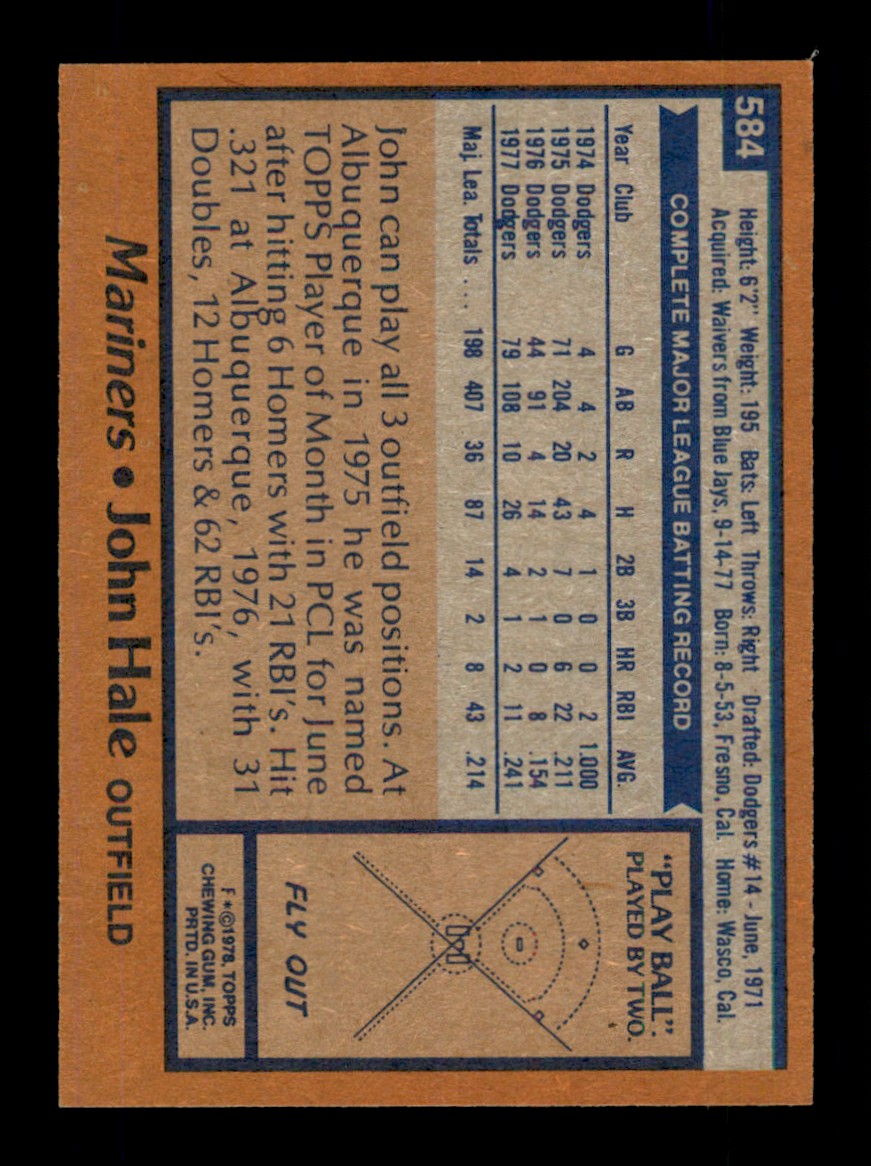 584
Height: 6'2" Weight: 195 Bats: Left Throws: Right Drafted: Dodgers #14 - June, 1971
Acquired: Waivers from Blue Jays, 9-14-77 Born: 8-5-53, Fresno, Cal. Home: Wasco, Cal.
COMPLETE MAJOR LEAGUE BATTING RECORD
Year Club G AB R H 2B 3B HR RBI AVG.
1974 Dodgers 4 4 2 4 1 0 0 2 1.000
1975 Dodgers 71 204 20 43 7 0 6 22 .211
1976 Dodgers 44 91 4 14 2 1 0 8 .154
1977 Dodgers 79 108 10 26 4 1 2 11 .241
Maj. Lea. Totals .... 198 407 36 87 14 2 8 43 .214
John can play all 3 outfield positions. At
Albuquerque in 1975 he was named
TOPPS Player of Month in PCL for June
after hitting 6 Homers with 21 RBI's. Hit
.321 at Albuquerque, 1976, with 31
Doubles, 12 Homers & 62 RBI's.
"PLAY BALL".
PLAYED BY TWO.
FLY OUT
F*©1978, TOPPS
CHEWING GUM, INC.
PRTD. IN U.S.A.
Mariners • John Hale OUTFIELD